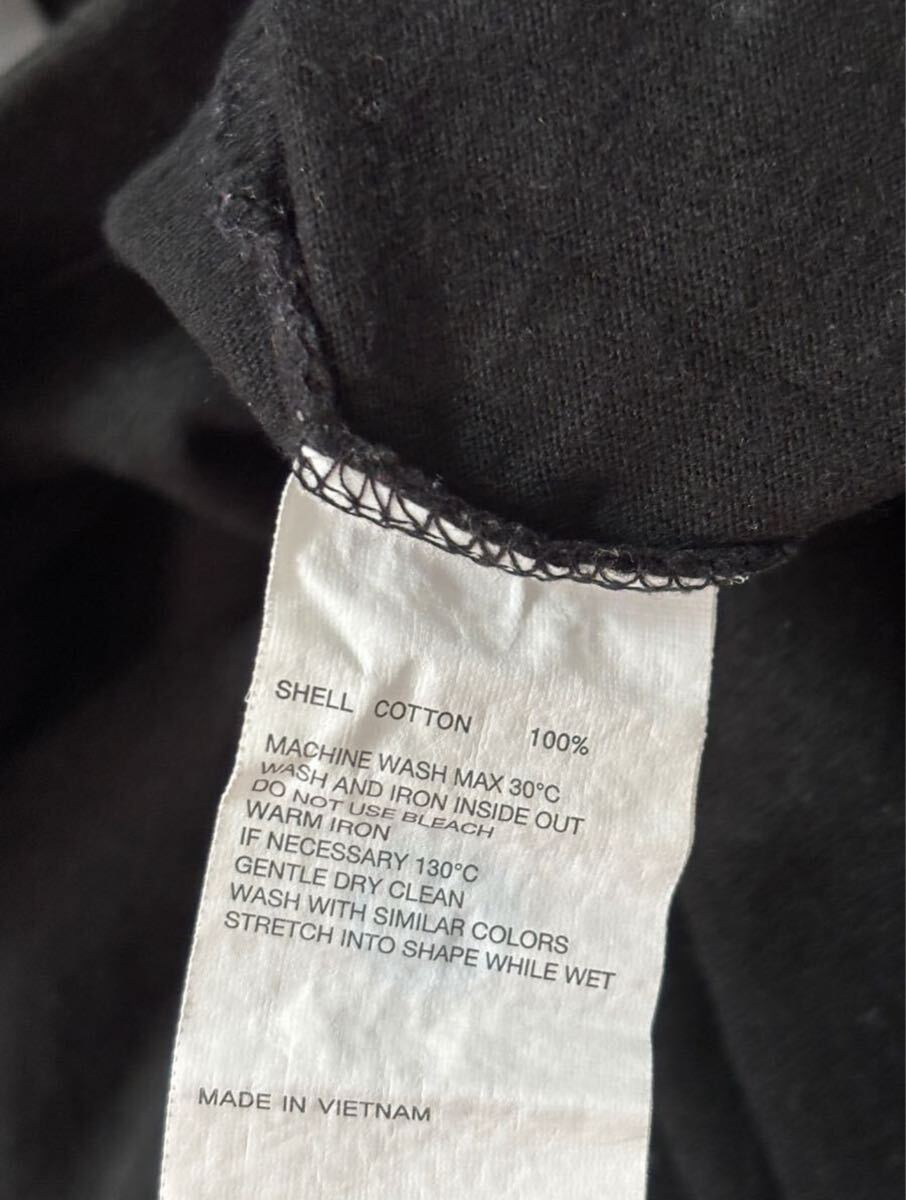 SHELL COTTON 100%
MACHINE WASH MAX 30°C
WASH AND IRON INSIDE OUT
DO NOT USE BLEACH
WARM IRON
IF NECESSARY 130°C
GENTLE DRY CLEAN
WASH WITH SIMILAR COLORS
STRETCH INTO SHAPE WHILE WET
MADE IN VIETNAM